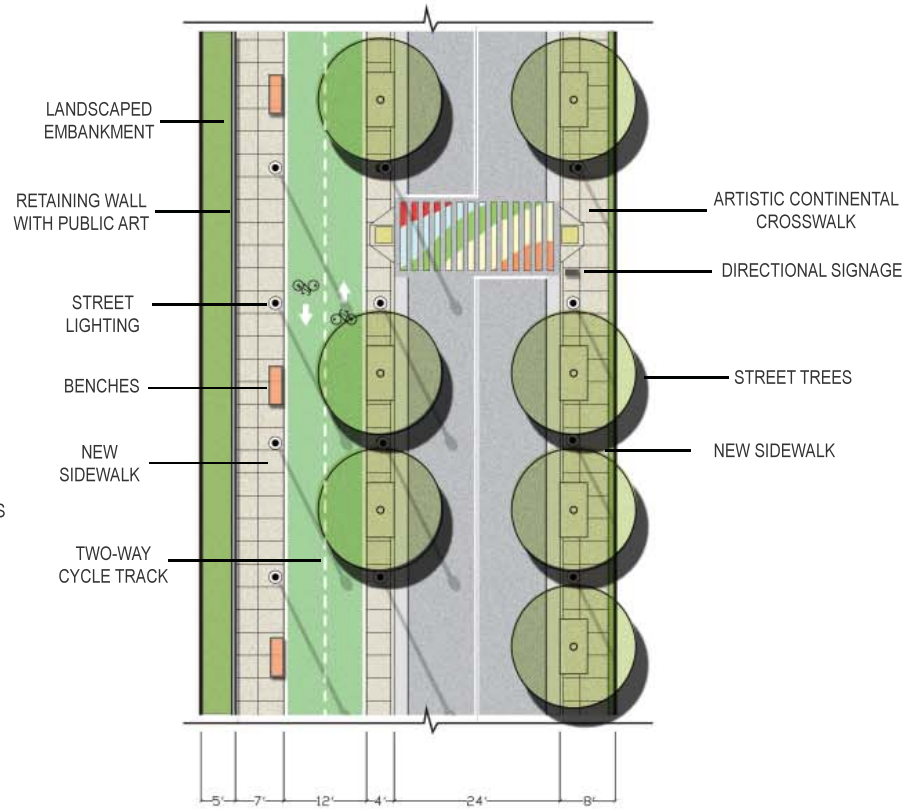 LANDSCAPED
EMBANKMENT
RETAINING WALL
WITH PUBLIC ART
STREET
LIGHTING
BENCHES
NEW
SIDEWALK
S
TWO-WAY
CYCLE TRACK
ARTISTIC CONTINENTAL
CROSSWALK
DIRECTIONAL SIGNAGE
STREET TREES
NEW SIDEWALK
5' 7' 12' 4' 24' 8'